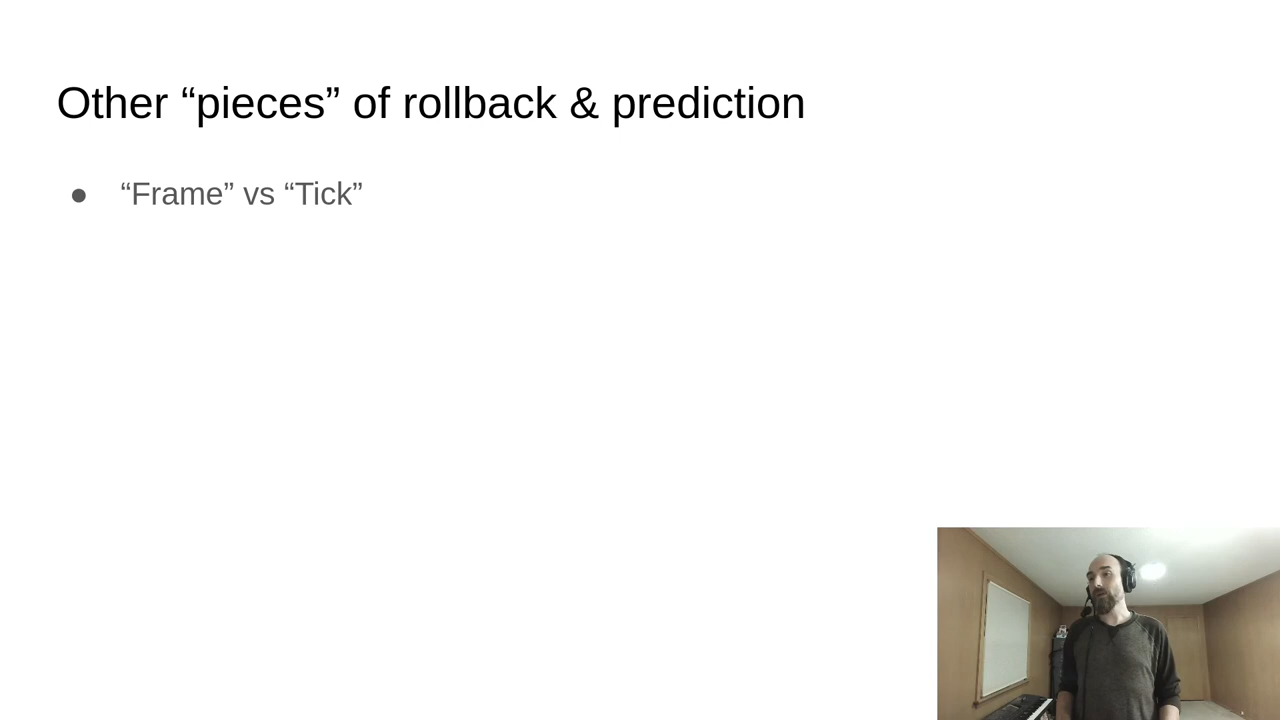 Other “pieces” of rollback & prediction
● “Frame” vs “Tick”